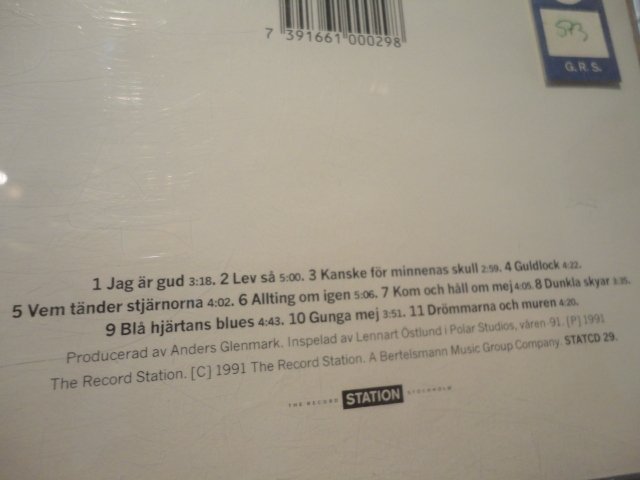 7 391661 000298
573
G.R.S.
1 Jag är gud 3:18. 2 Lev så 5:00. 3 Kanske för minnenas skull 2:59. 4 Guldlock 4:22.
5 Vem tänder stjärnorna 4:02. 6 Allting om igen 5:06. 7 Kom och håll om mej 4:05. 8 Dunkla skyar 3:35.
9 Blå hjärtans blues 4:43. 10 Gunga mej 3:51. 11 Drömmarna och muren 4:20.
Producerad av Anders Glenmark. Inspelad av Lennart Östlund i Polar Studios, våren 91. [P] 1991
The Record Station. [C] 1991 The Record Station. A Bertelsmann Music Group Company. STATCD 29.
THE RECORD STATION STOCKHOLM